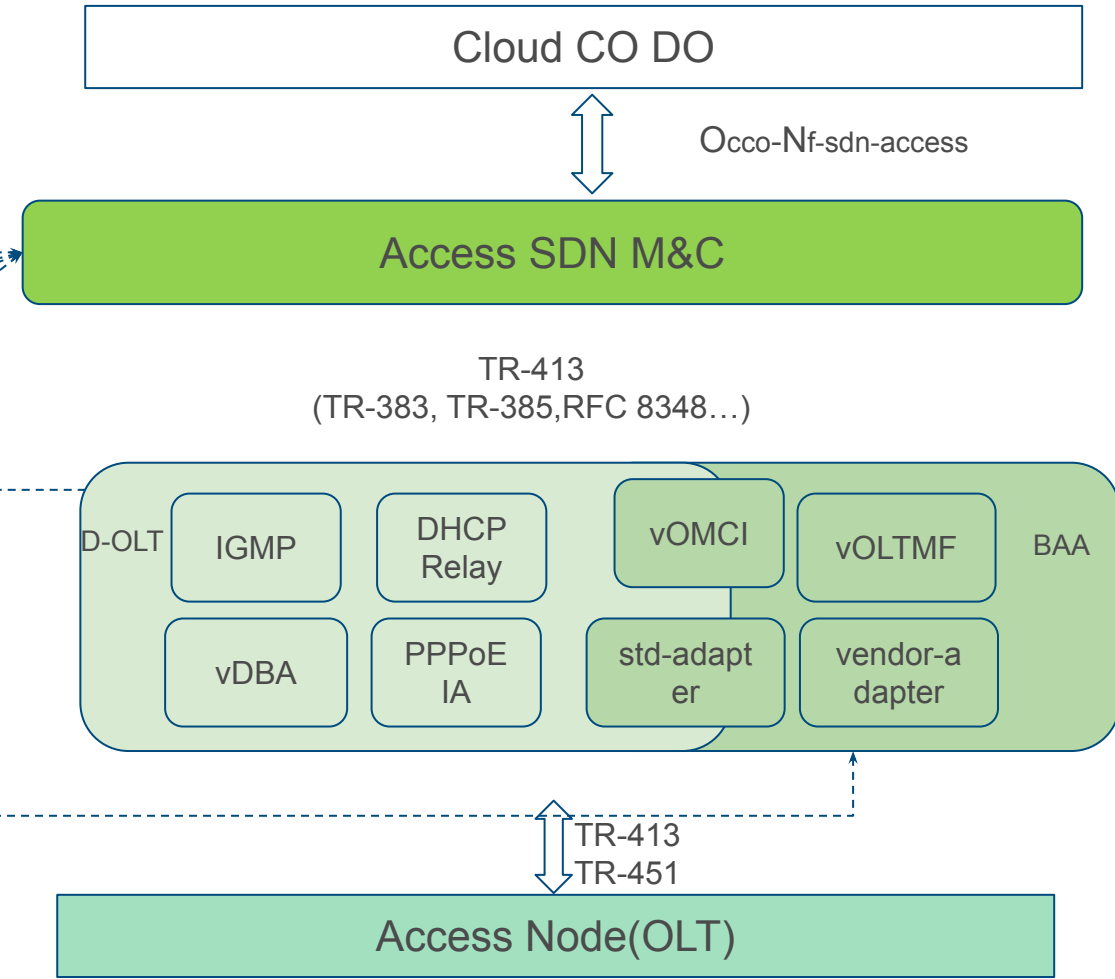 Cloud CO DO
Occo-Nf-sdn-access
Access SDN M&C
TR-413
(TR-383, TR-385,RFC 8348…)
D-OLT
IGMP
DHCP
Relay
vOMCI
vOLTMF
BAA
vDBA
PPPoE
IA
std-adapt
er
vendor-a
dapter
TR-413
TR-451
Access Node(OLT)